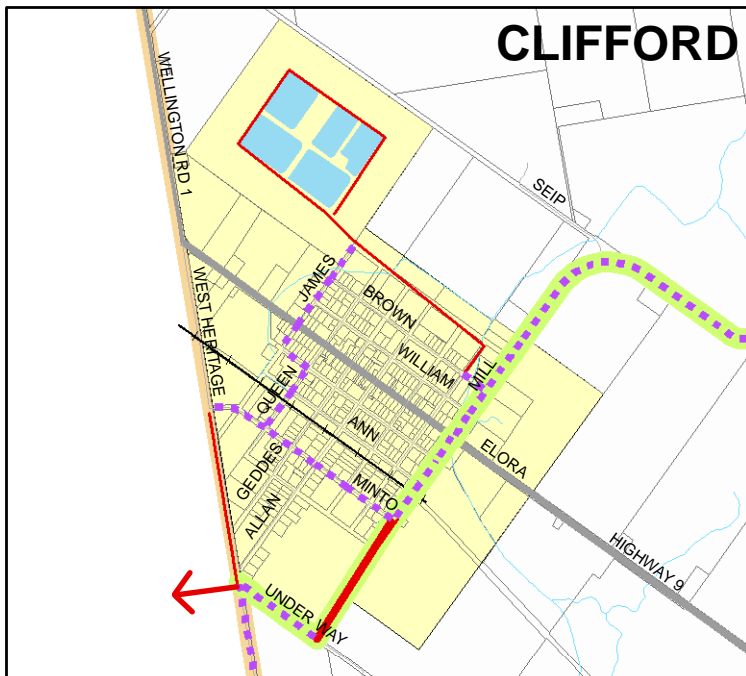 CLIFFORD
WELLINGTON RD 1
SEIP
WEST HERITAGE
JAMES
BROWN
WILLIAM
MILL
QUEEN
ANN
ELORA
GEDDES
MINTO
ALLAN
HIGHWAY 9
UNDER WAY